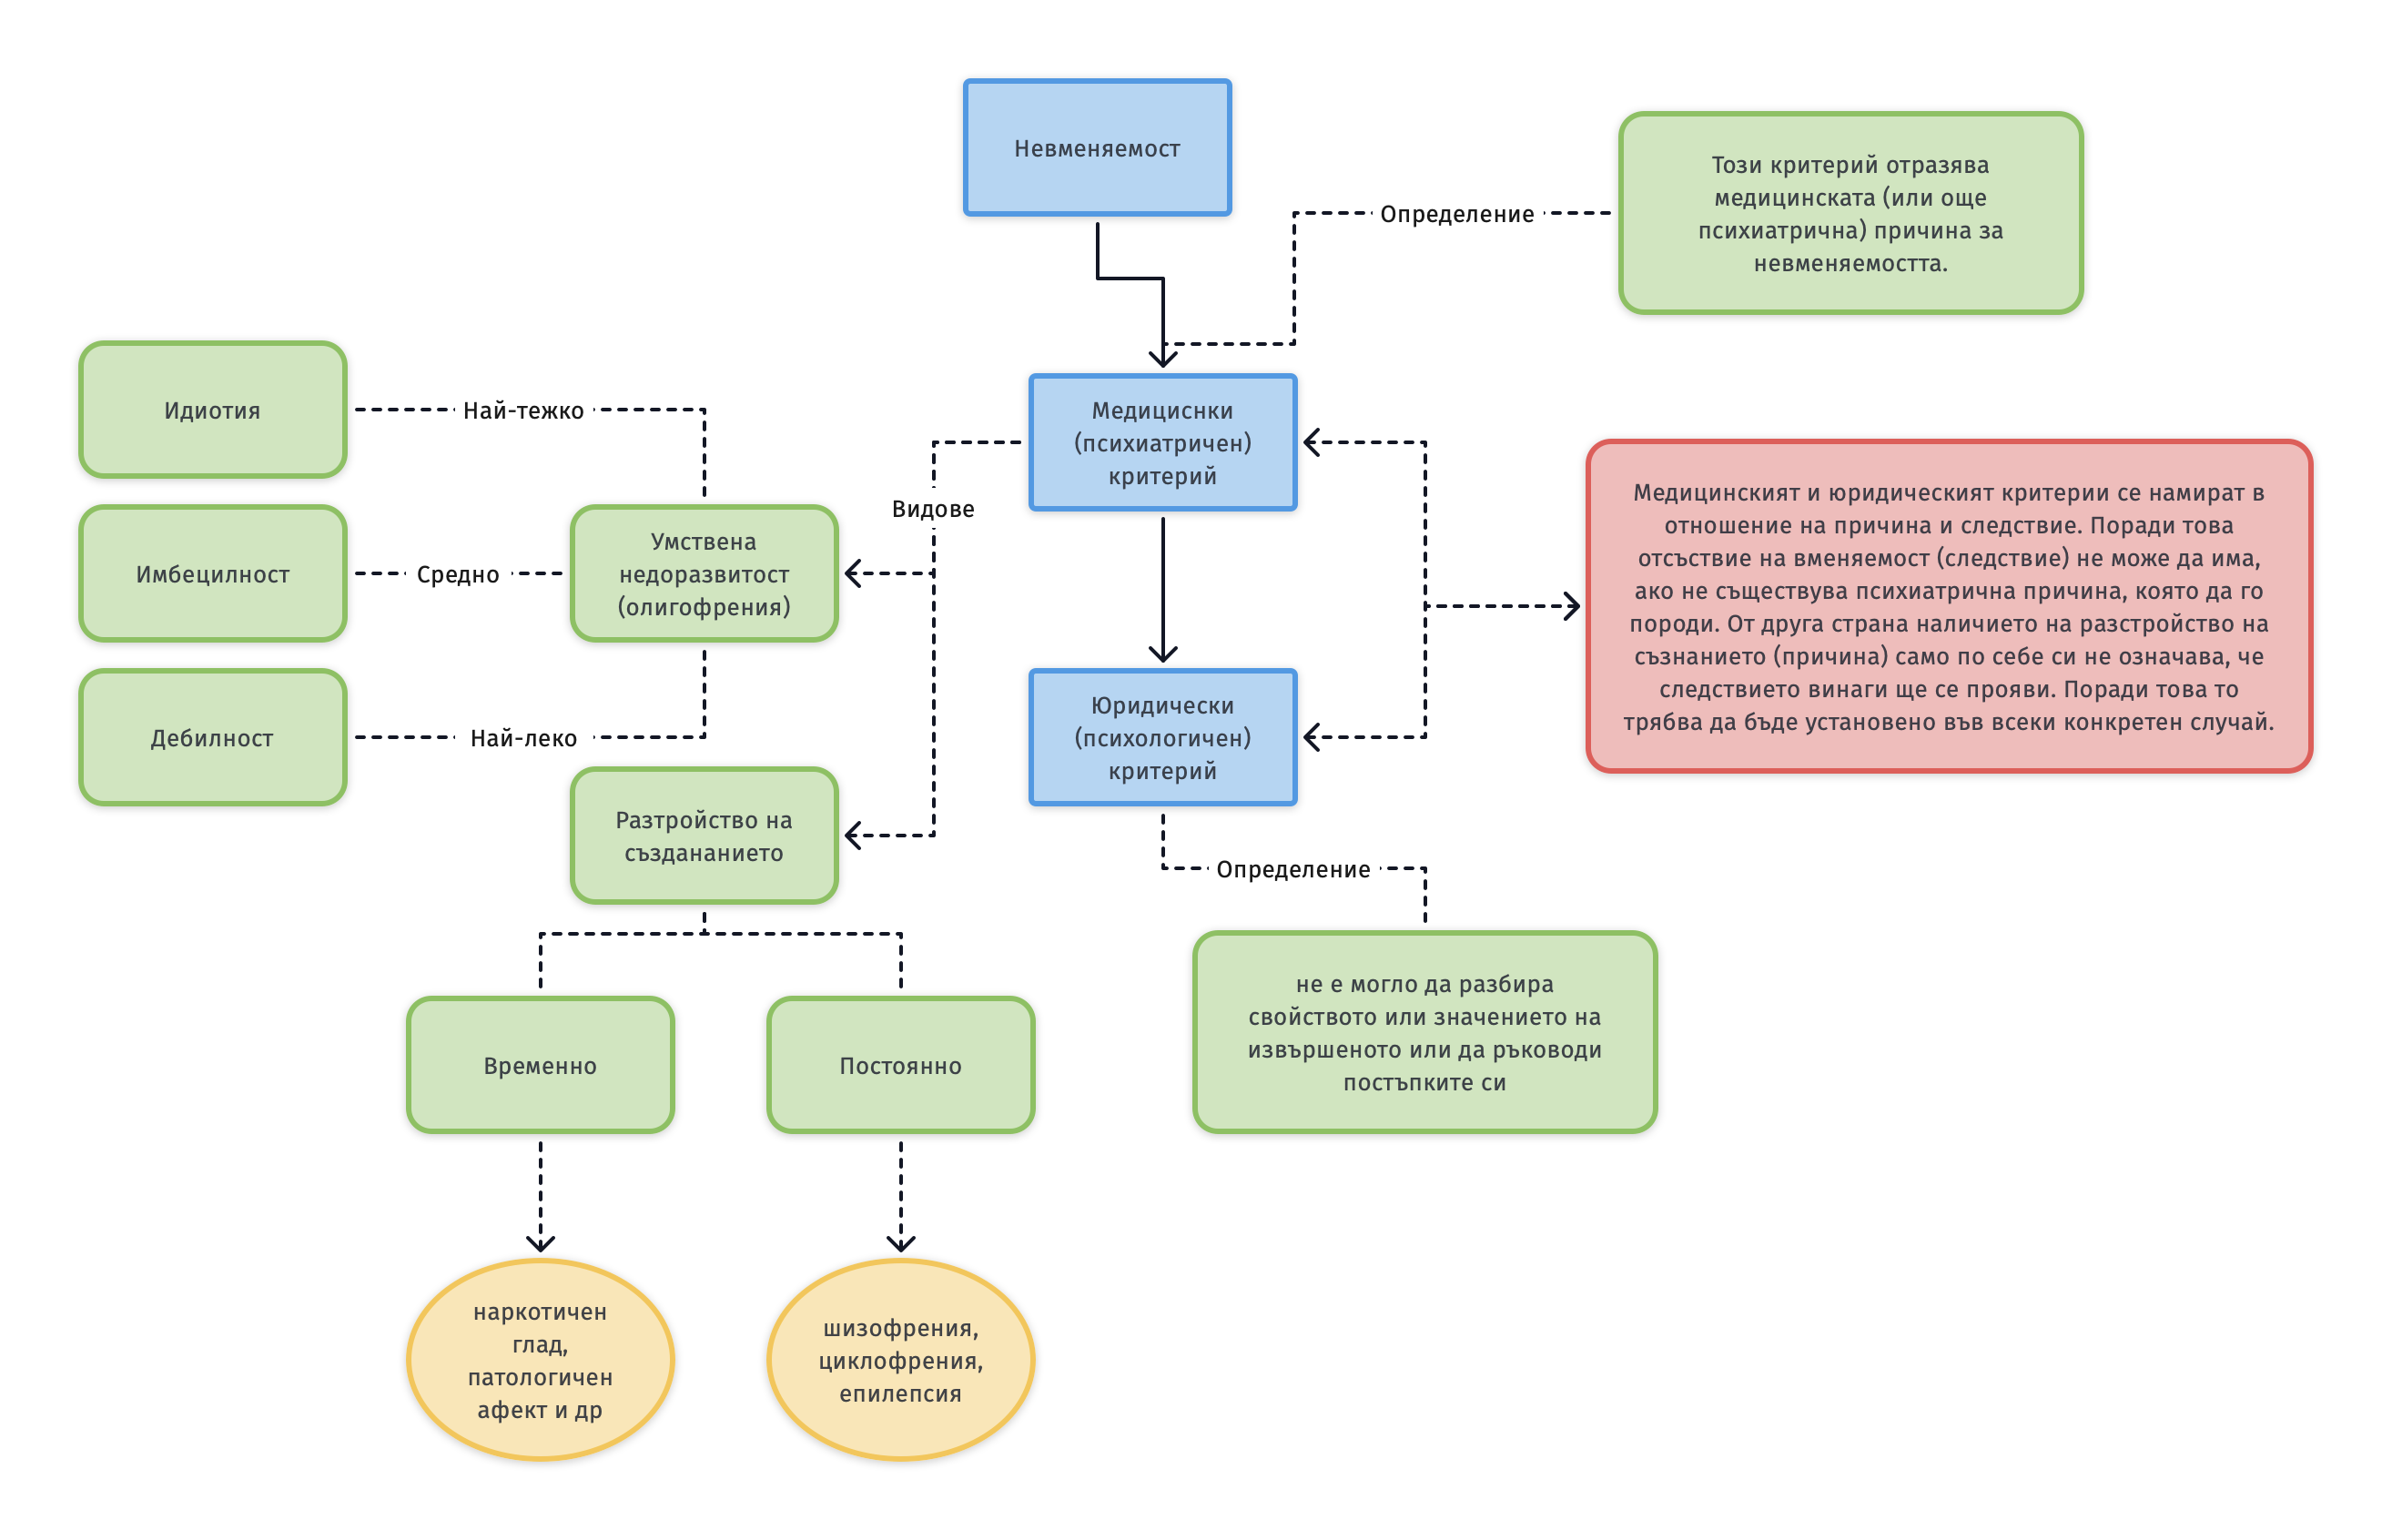 Невменяемост
Този критерий отразява
медицинската (или още
психиатрична) причина за
невменяемостта.
Определение
Идиотия
Най-тежко
Медициснки
(психиатричен)
критерий
Видове
Медицинският и юридическият критерии се намират в
отношение на причина и следствие. Поради това
отсъствие на вменяемост (следствие) не може да има,
ако не съществува психиатрична причина, която да го
породи. От друга страна наличието на разстройство на
съзнанието (причина) само по себе си не означава, че
следствието винаги ще се прояви. Поради това то
трябва да бъде установено във всеки конкретен случай.
Имбецилност
Средно
Умствена
недоразвитост
(олигофрения)
Дебилност
Най-леко
Юридически
(психологичен)
критерий
Разтройство на
създананието
Определение
не е могло да разбира
свойството или значението на
извършеното или да ръководи
постъпките си
Временно
Постоянно
наркотичен
глад,
патологичен
афект и др
шизофрения,
циклофрения,
епилепсия